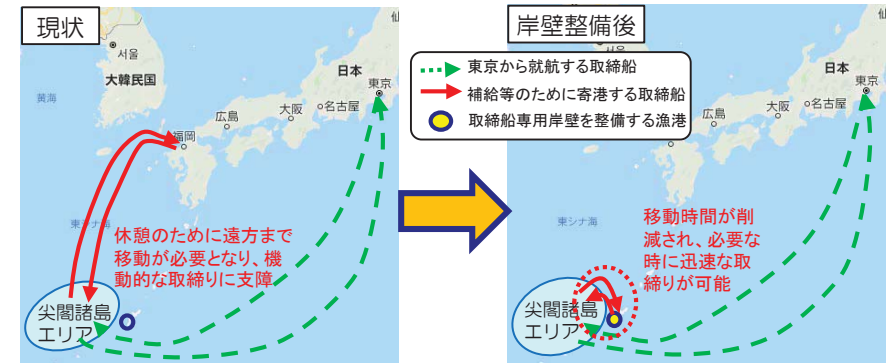 現状
서울
大韓民国
黄海
日本
東京
名古屋
大阪
広島
福岡
東シナ海
休憩のために遠方まで
移動が必要となり、機
動的な取締りに支障
尖閣諸島
エリア
岸壁整備後
東京から就航する取締船
補給等のために寄港する取締船
取締船専用岸壁を整備する漁港
日本
東京
名古屋
大阪
広島
東シナ海
移動時間が削
減され、必要な
時に迅速な取
締りが可能
尖閣諸島
エリア